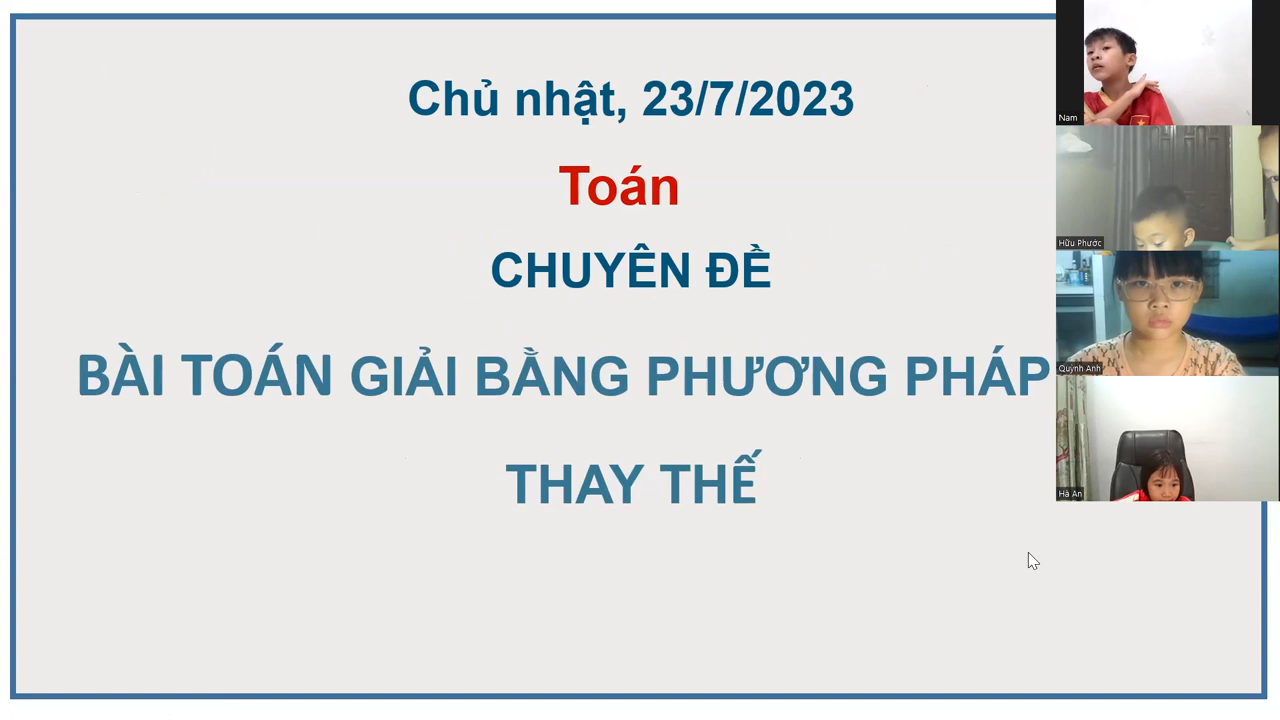 Chủ nhật, 23/7/2023
Toán
CHUYÊN ĐỀ
BÀI TOÁN GIẢI BẰNG PHƯƠNG PHÁP
THAY THẾ
Nam
Hữu Phước
Quỳnh Anh
Hà An